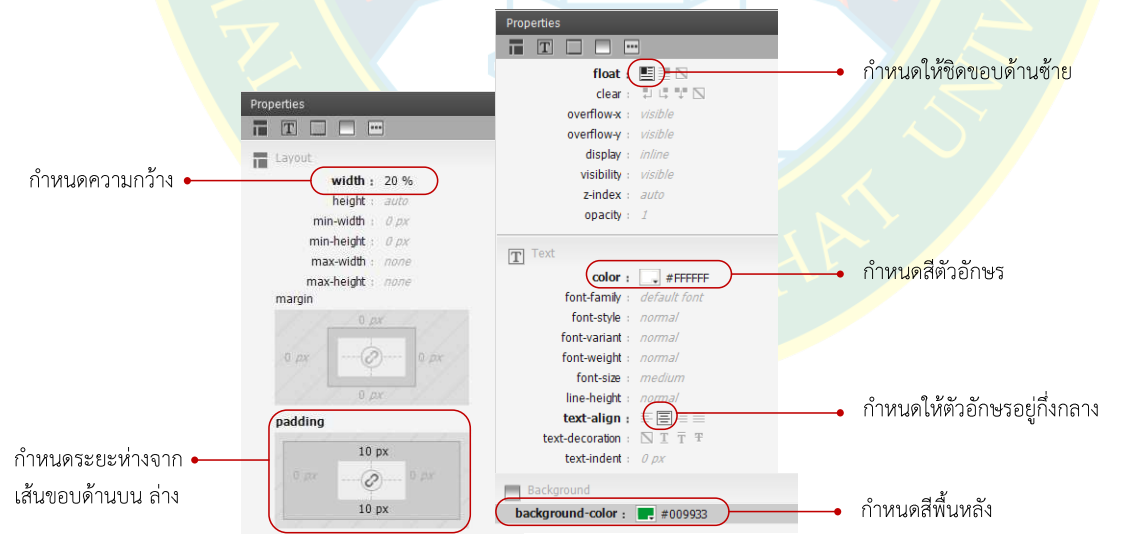 กำหนดความกว้าง
กำหนดระยะห่างจาก
เส้นขอบด้านบน ล่าง
Properties
Layout
width : 20 %
height : auto
min-width : 0 px
min-height : 0 px
max-width : none
max-height : none
margin
0 px
0 px 0 px
0 px
padding
10 px
0 px 0 px
10 px
Properties
float :
clear :
overflow-x : visible
overflow-y : visible
display : inline
visibility : visible
z-index : auto
opacity : 1
Text
color : #FFFFFF
font-family : default font
font-style : normal
font-variant : normal
font-weight : normal
font-size : medium
line-height : normal
text-align :
text-decoration :
text-indent : 0 px
Background
background-color : #009933
กำหนดให้ชิดขอบด้านซ้าย
กำหนดสีตัวอักษร
กำหนดให้ตัวอักษรอยู่กึ่งกลาง
กำหนดสีพื้นหลัง